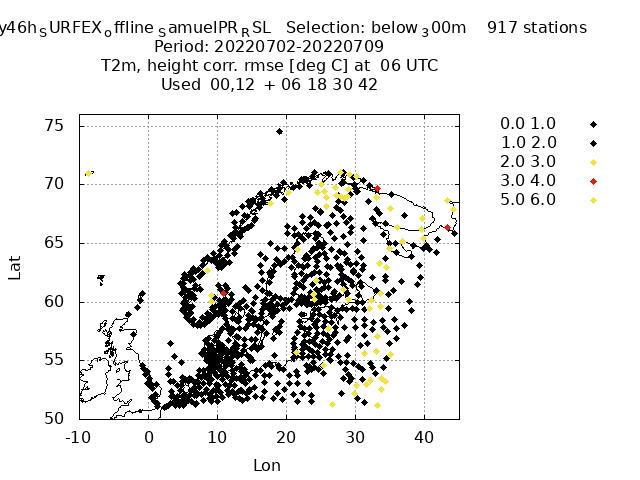 y46h_SURFEX_offline_SamuelPR_RSL Selection: below_300m 917 stations
Period: 20220702-20220709
T2m, height corr. rmse [deg C] at 06 UTC
Used 00,12 + 06 18 30 42
0.0 1.0
1.0 2.0
2.0 3.0
3.0 4.0
5.0 6.0
75
70
65
60
55
50
Lat
-10 0 10 20 30 40
Lon